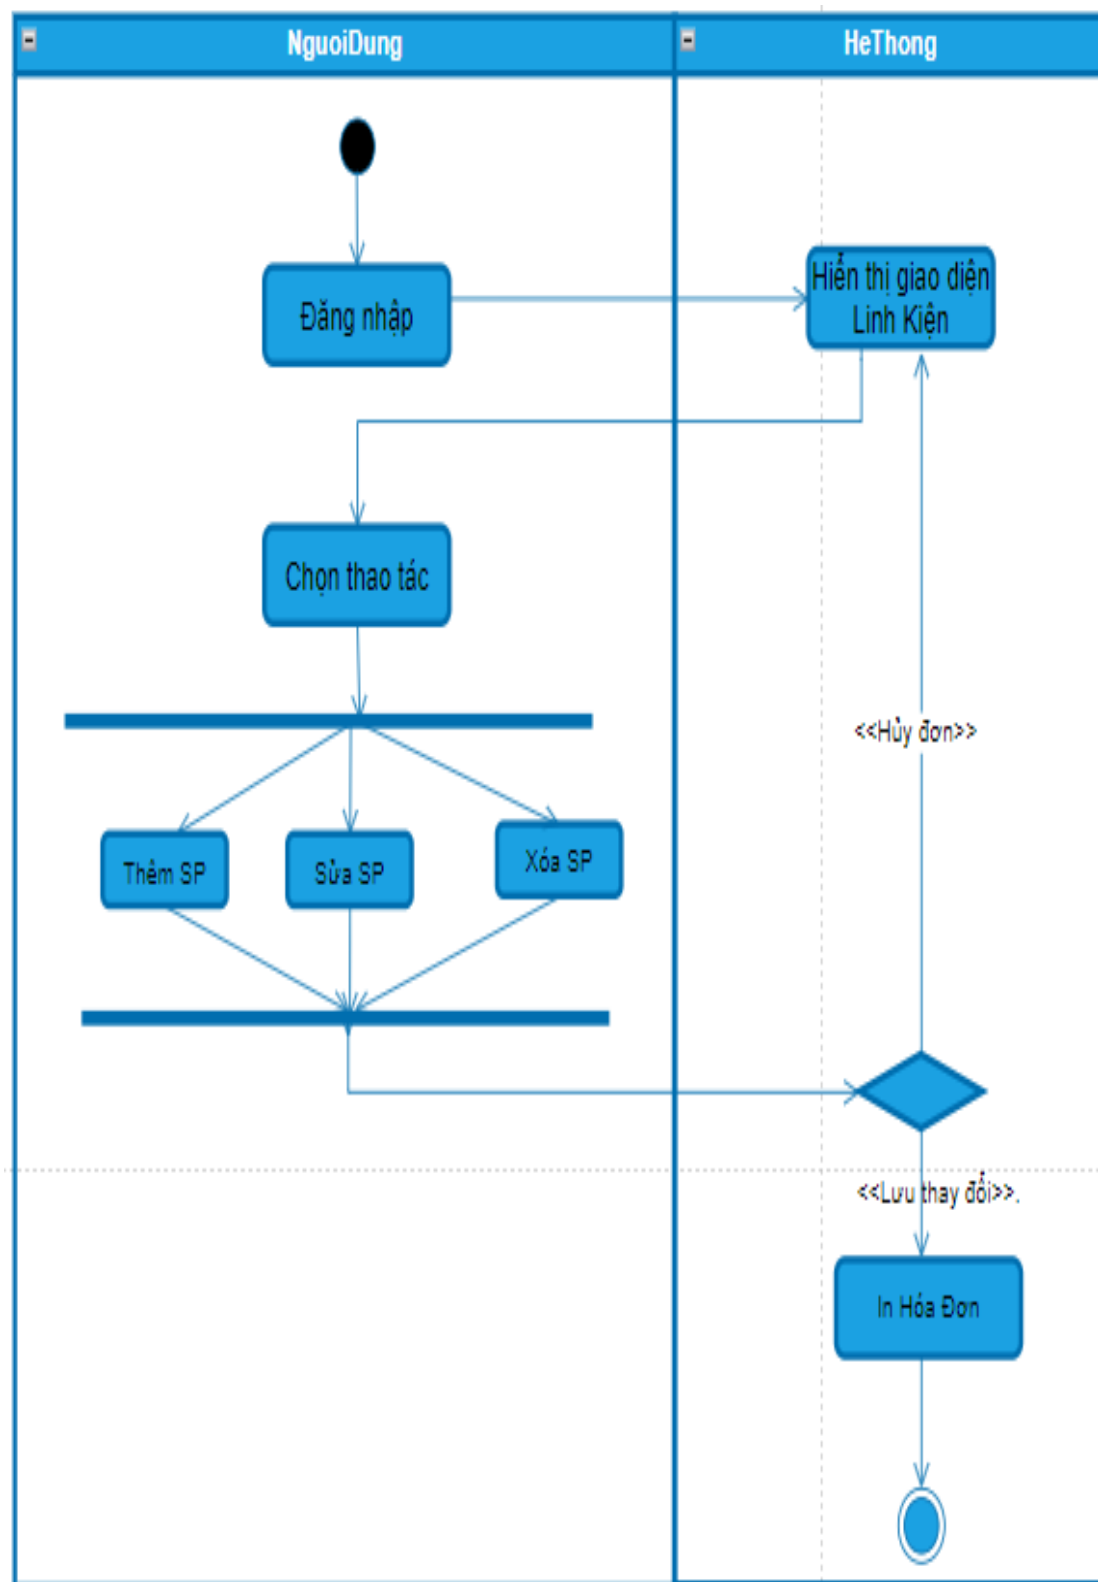 NguoiDung
HeThong
Đăng nhập
Hiển thị giao diện
Linh Kiện
Chọn thao tác
<<Hủy đơn>>
Thêm SP
Sửa SP
Xóa SP
<<Lưu thay đổi>>.
In Hóa Đơn